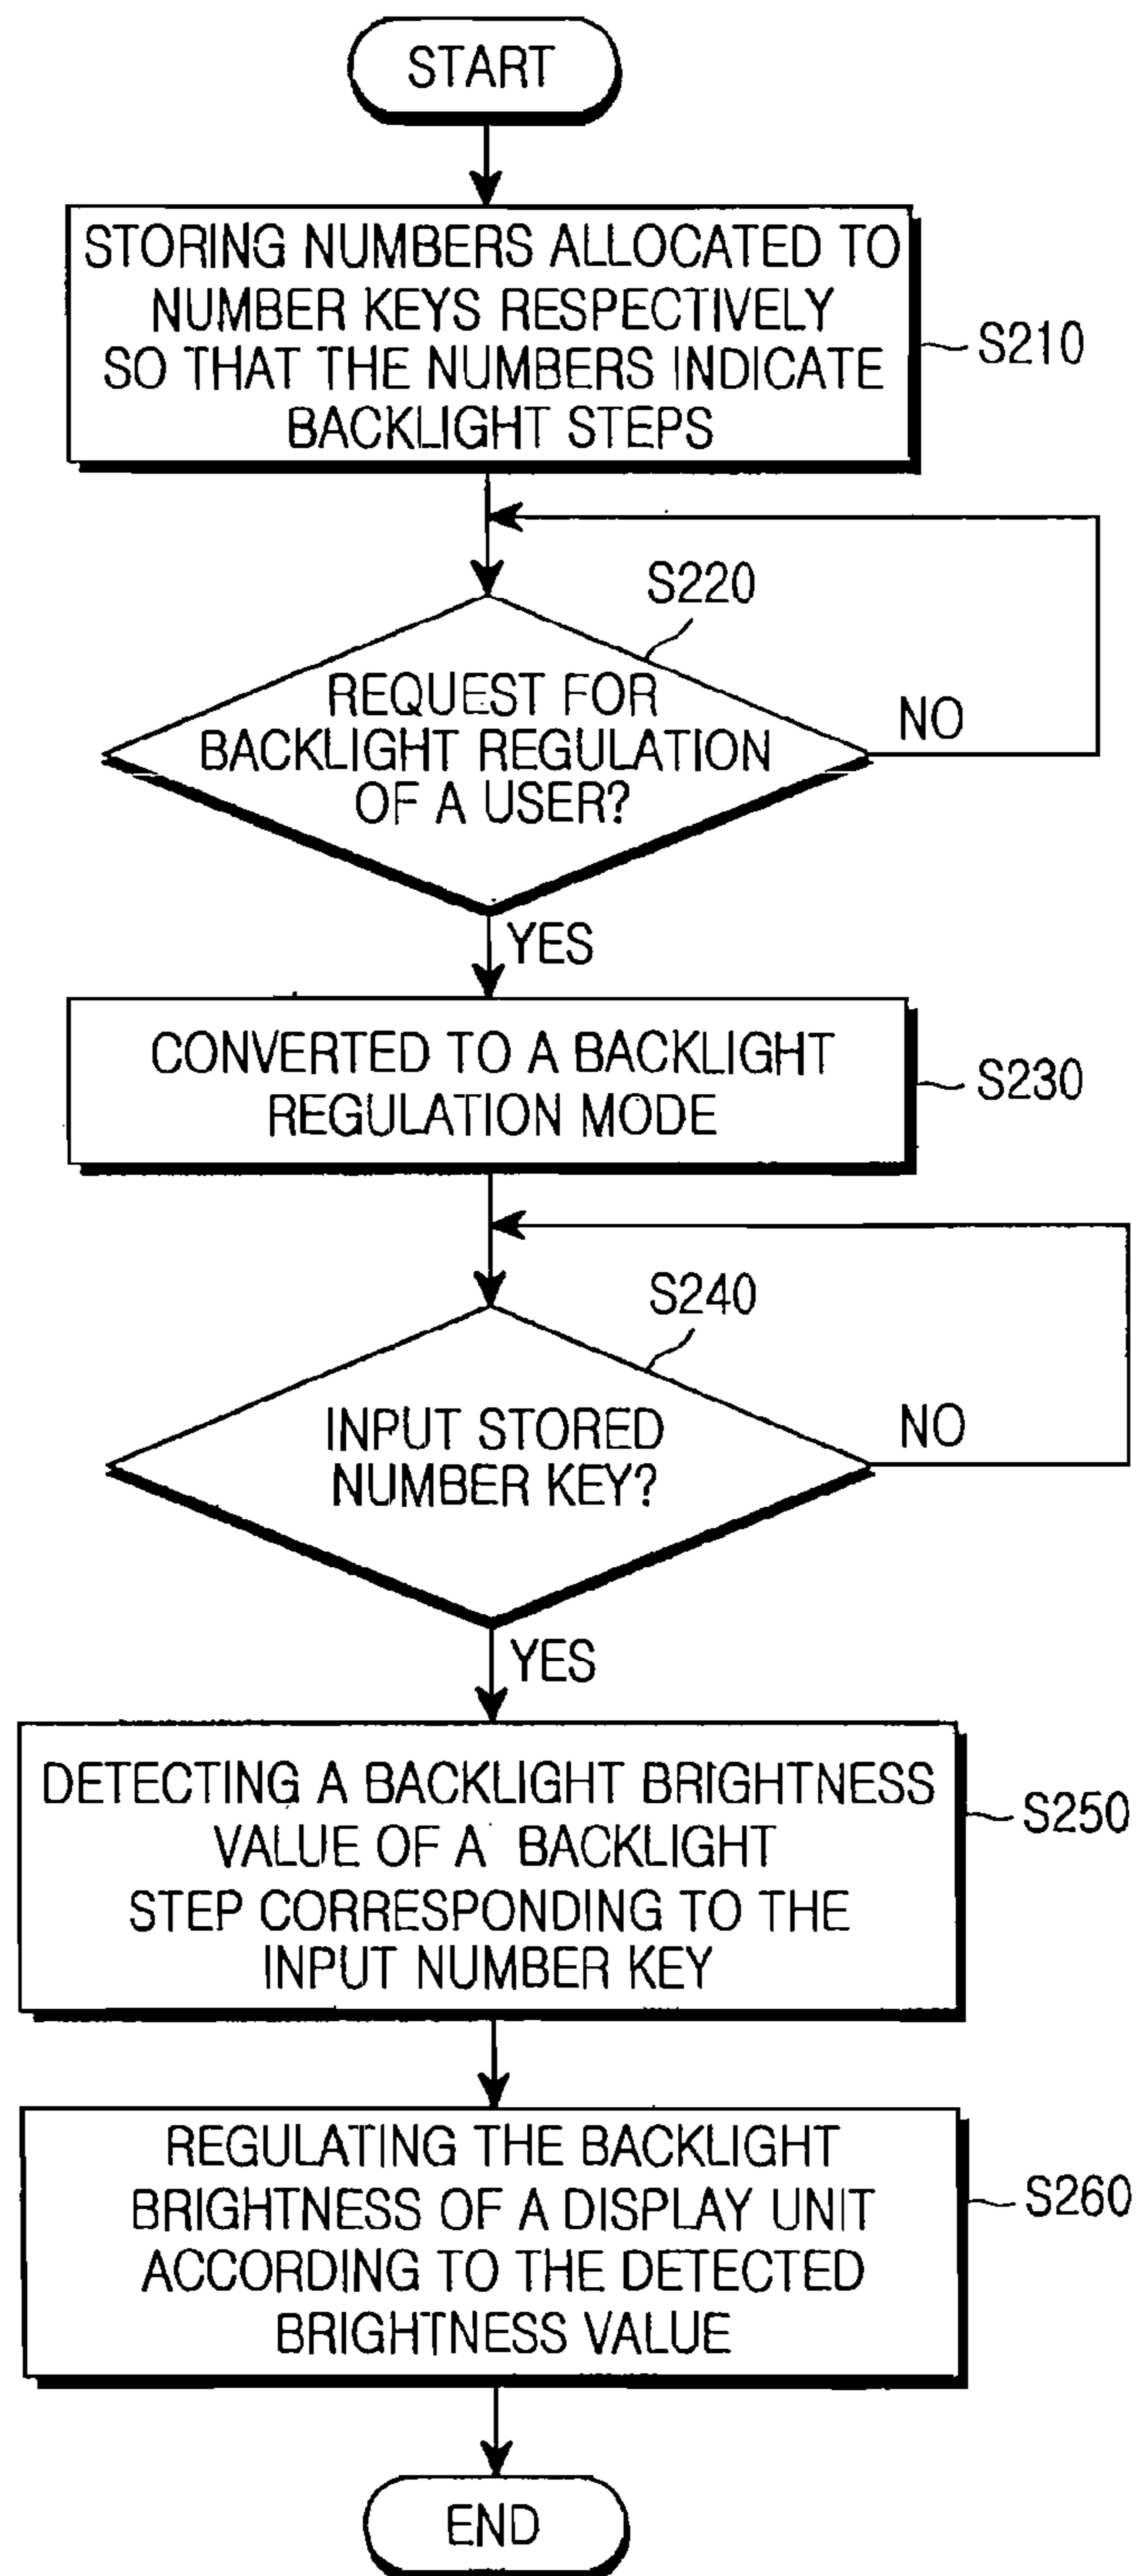 START
STORING NUMBERS ALLOCATED TO
NUMBER KEYS RESPECTIVELY
SO THAT THE NUMBERS INDICATE
BACKLIGHT STEPS
S210
S220
REQUEST FOR
BACKLIGHT REGULATION
OF A USER?
NO
YES
CONVERTED TO A BACKLIGHT
REGULATION MODE
S230
S240
INPUT STORED
NUMBER KEY?
NO
YES
DETECTING A BACKLIGHT BRIGHTNESS
VALUE OF A BACKLIGHT
STEP CORRESPONDING TO THE
INPUT NUMBER KEY
S250
REGULATING THE BACKLIGHT
BRIGHTNESS OF A DISPLAY UNIT
ACCORDING TO THE DETECTED
BRIGHTNESS VALUE
S260
END